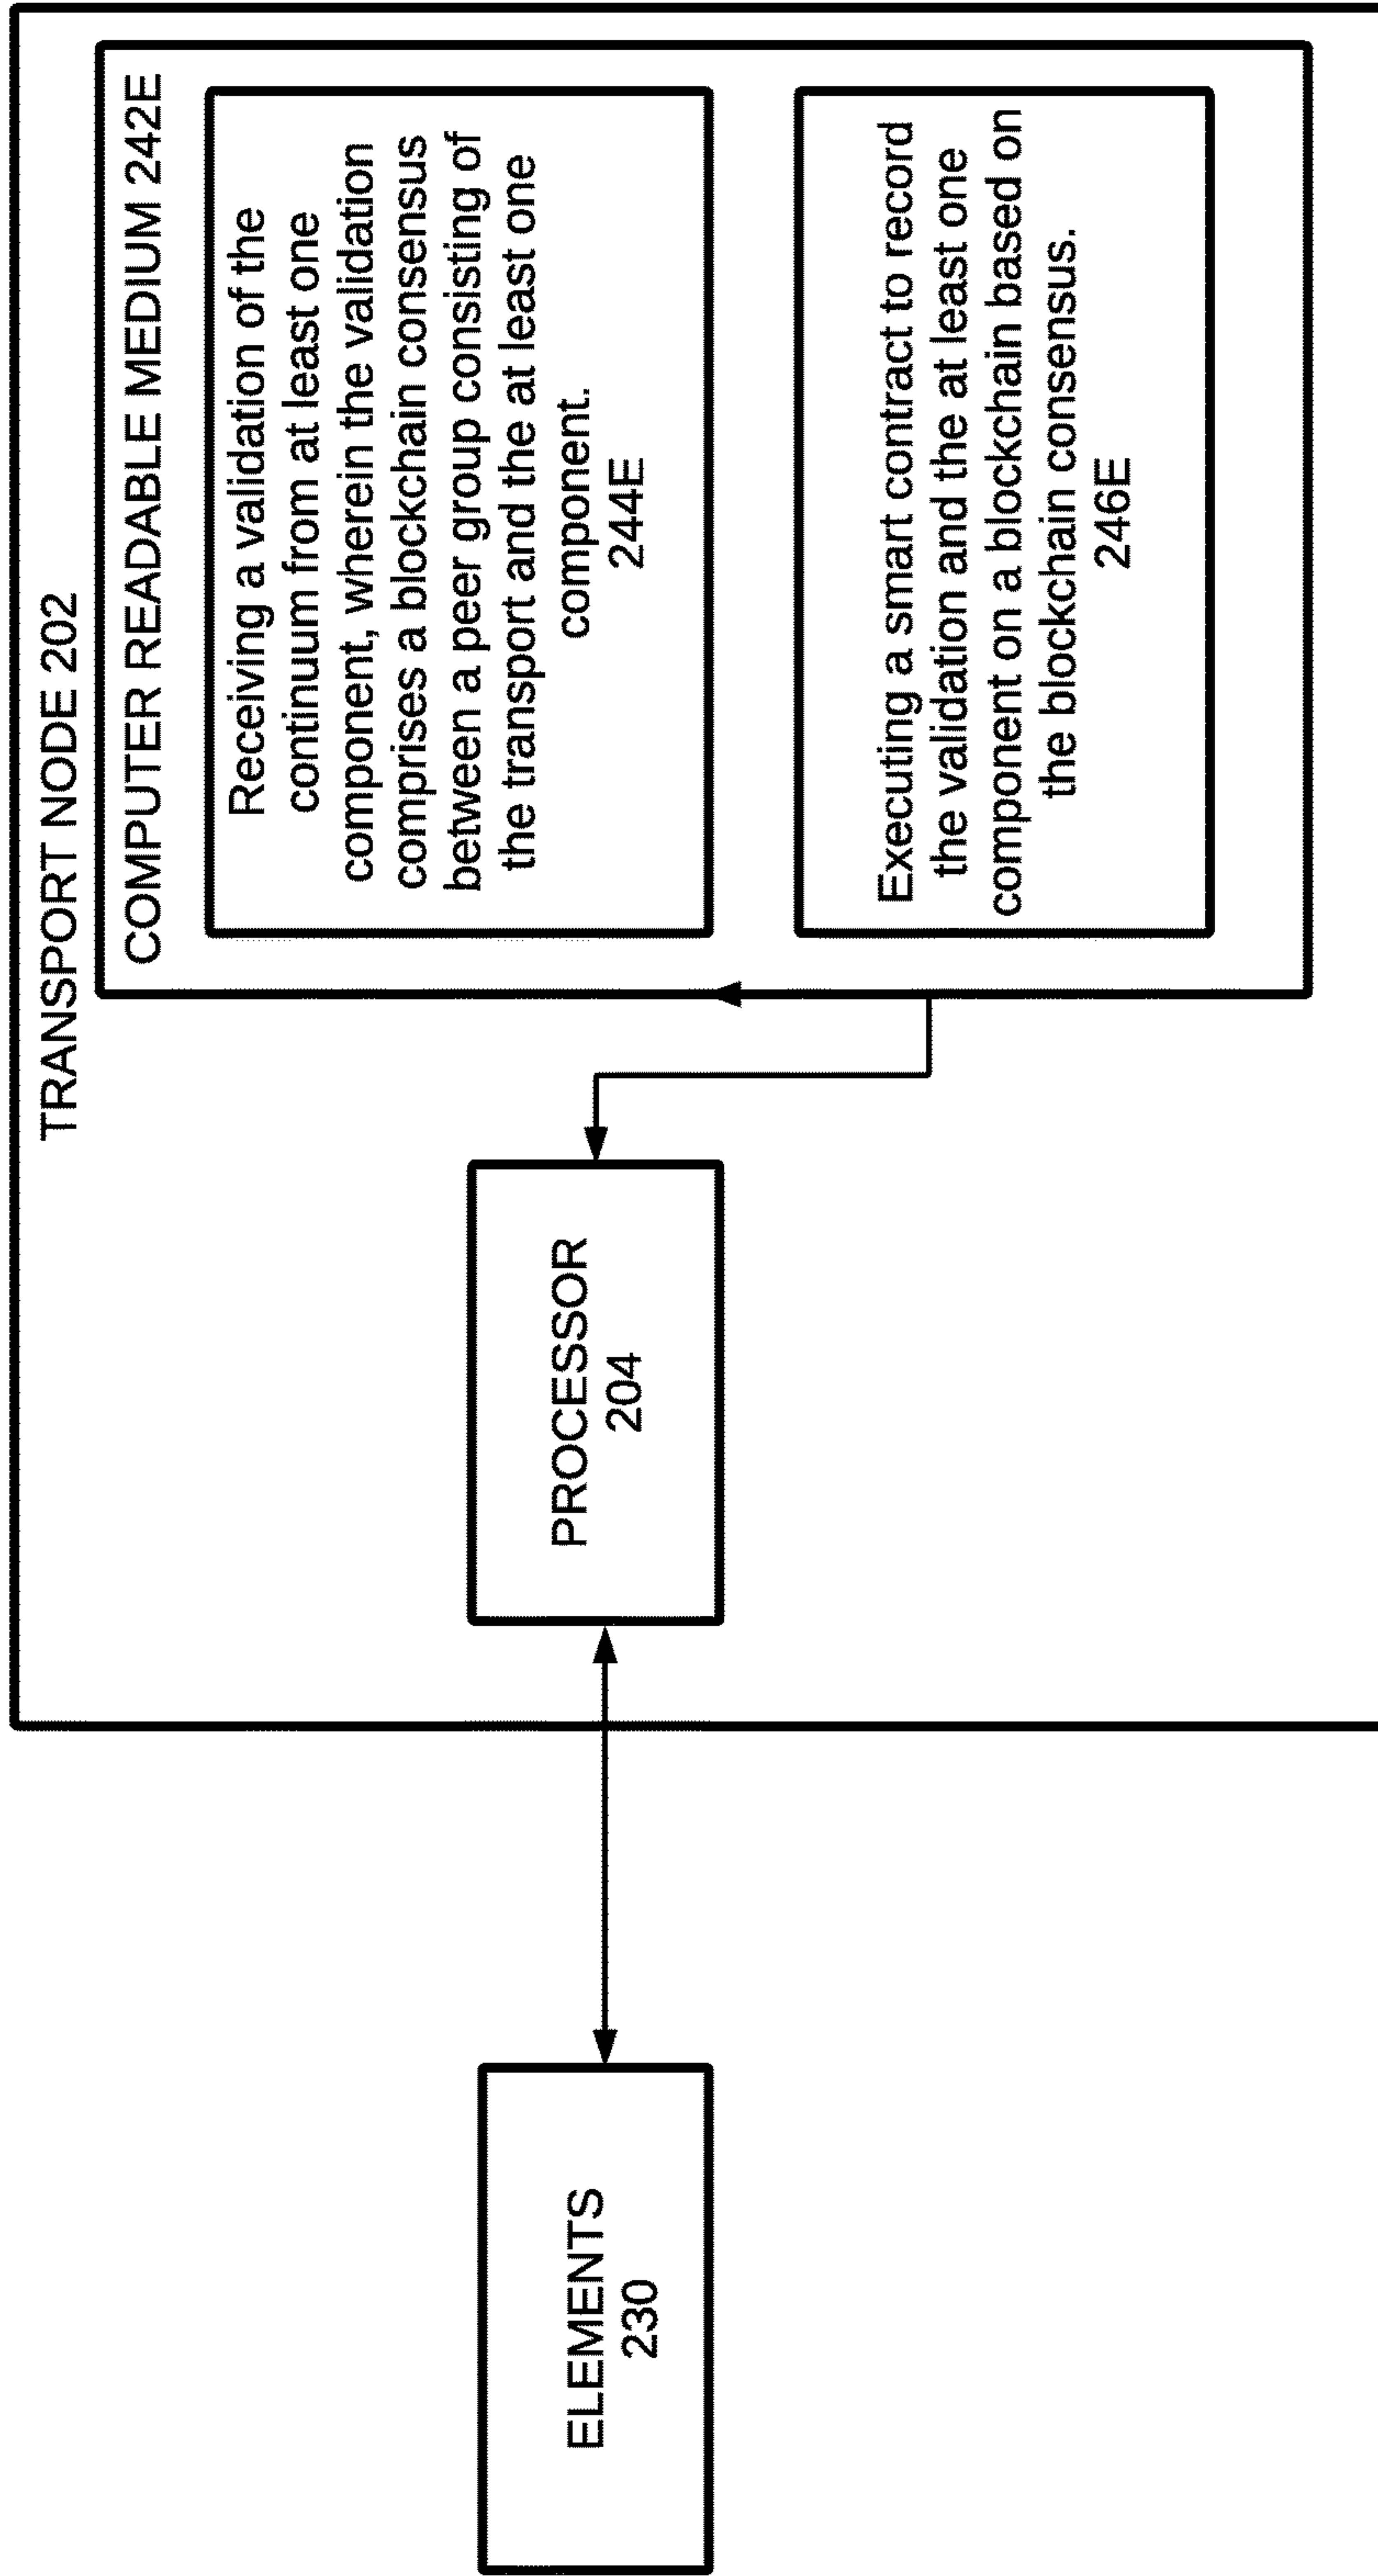 TRANSPORT NODE 202
COMPUTER READABLE MEDIUM 242E
Receiving a validation of the
continuum from at least one
component, wherein the validation
comprises a blockchain consensus
between a peer group consisting of
the transport and the at least one
component.
244E
Executing a smart contract to record
the validation and the at least one
component on a blockchain based on
the blockchain consensus.
246E
PROCESSOR
204
ELEMENTS
230